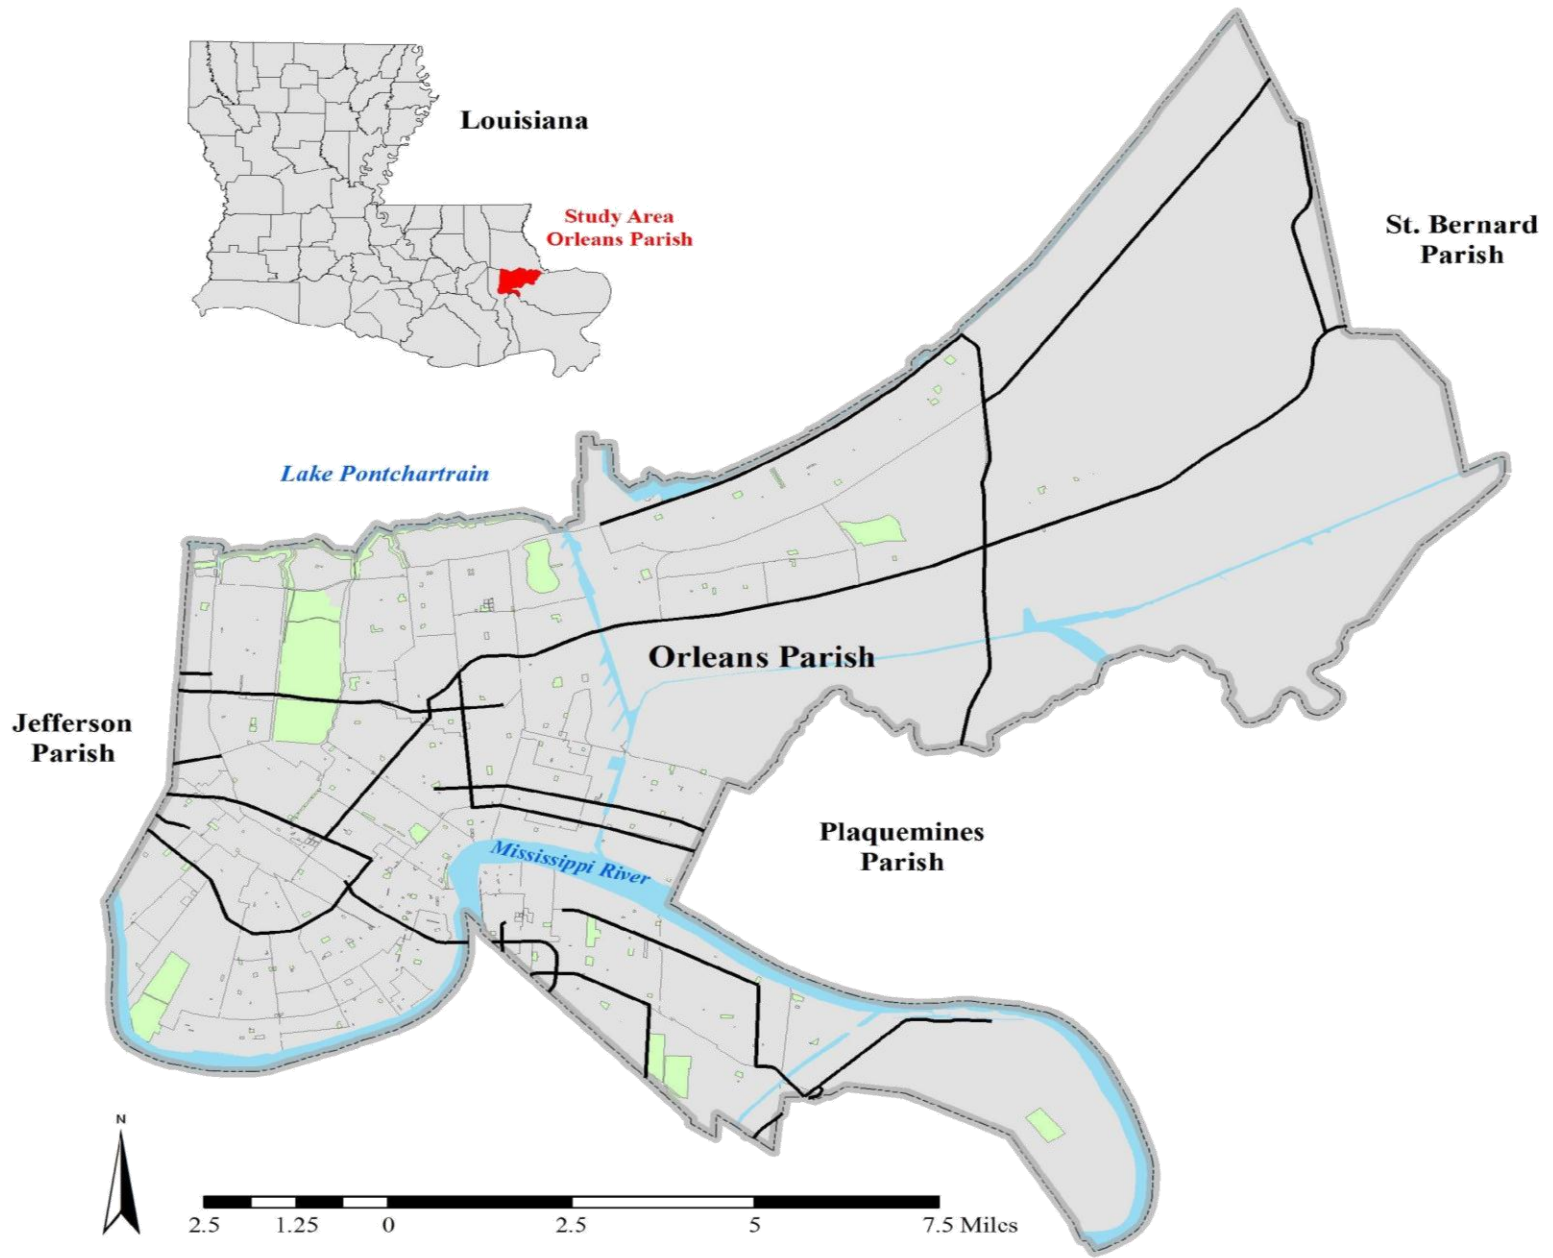 Louisiana
Study Area
Orleans Parish
St. Bernard
Parish
Lake Pontchartrain
Orleans Parish
Jefferson
Parish
Plaquemines
Parish
Mississippi River
N
2.5 1.25 0 2.5 5 7.5 Miles